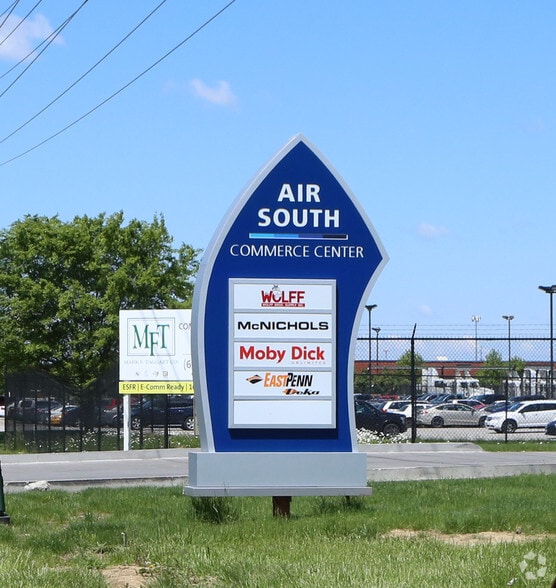 AIR
SOUTH
COMMERCE CENTER
WOLFF
McNICHOLS
Moby Dick
EASTPENN
Deka
MFT
ESFR | E-Comm Ready